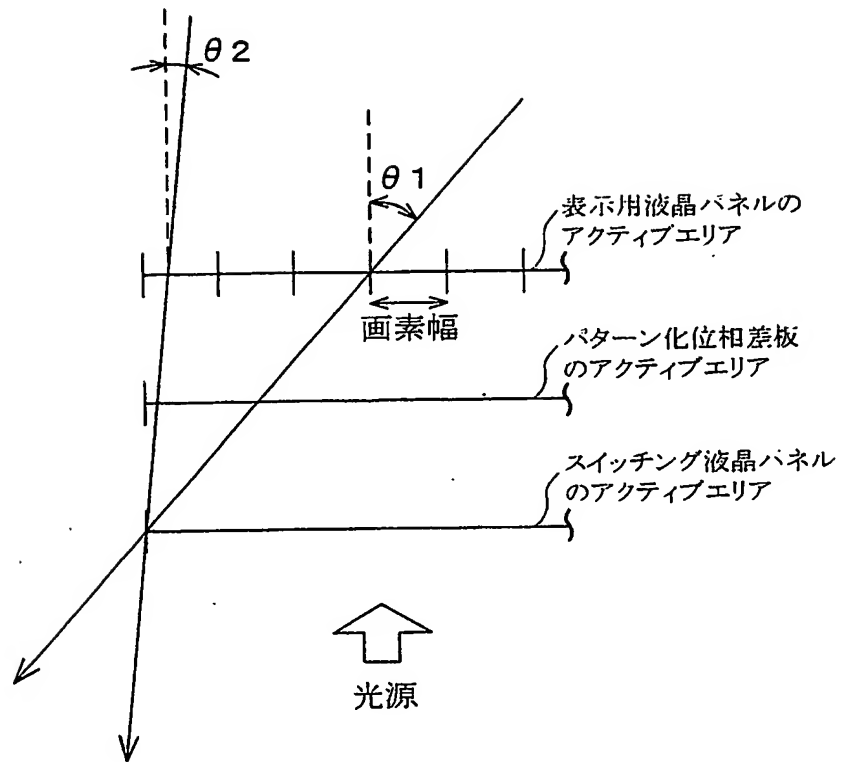 θ2
θ1
表示用液晶パネルの
アクティブエリア
画素幅
パターン化位相差板
のアクティブエリア
スイッチング液晶パネル
のアクティブエリア
光源